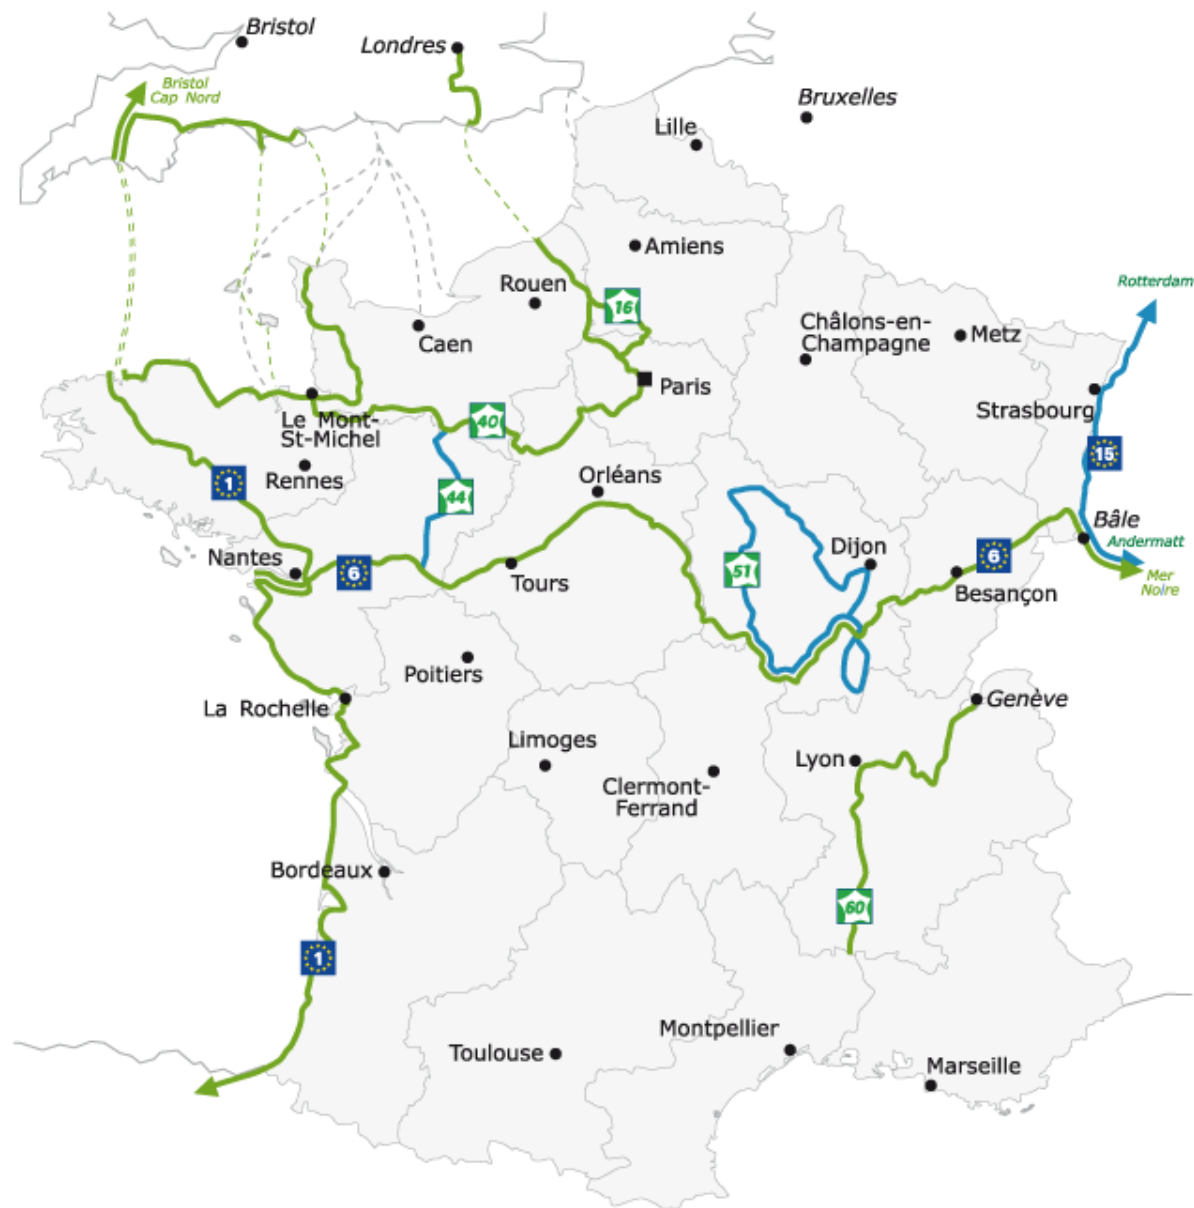 Bristol
Londres
Bristol
Cap Nord
Bruxelles
Lille
Amiens
Rouen
16
Rotterdam
Caen
Châlons-en-
Champagne
Metz
Paris
Strasbourg
Le Mont-
St-Michel
40
15
Rennes
1
44
Orléans
Bâle
Andermatt
Nantes
6
Tours
51
Dijon
6
Besançon
Mer
Noire
Poitiers
La Rochelle
Genève
Limoges
Lyon
Clermont-
Ferrand
Bordeaux
60
1
Toulouse
Montpellier
Marseille